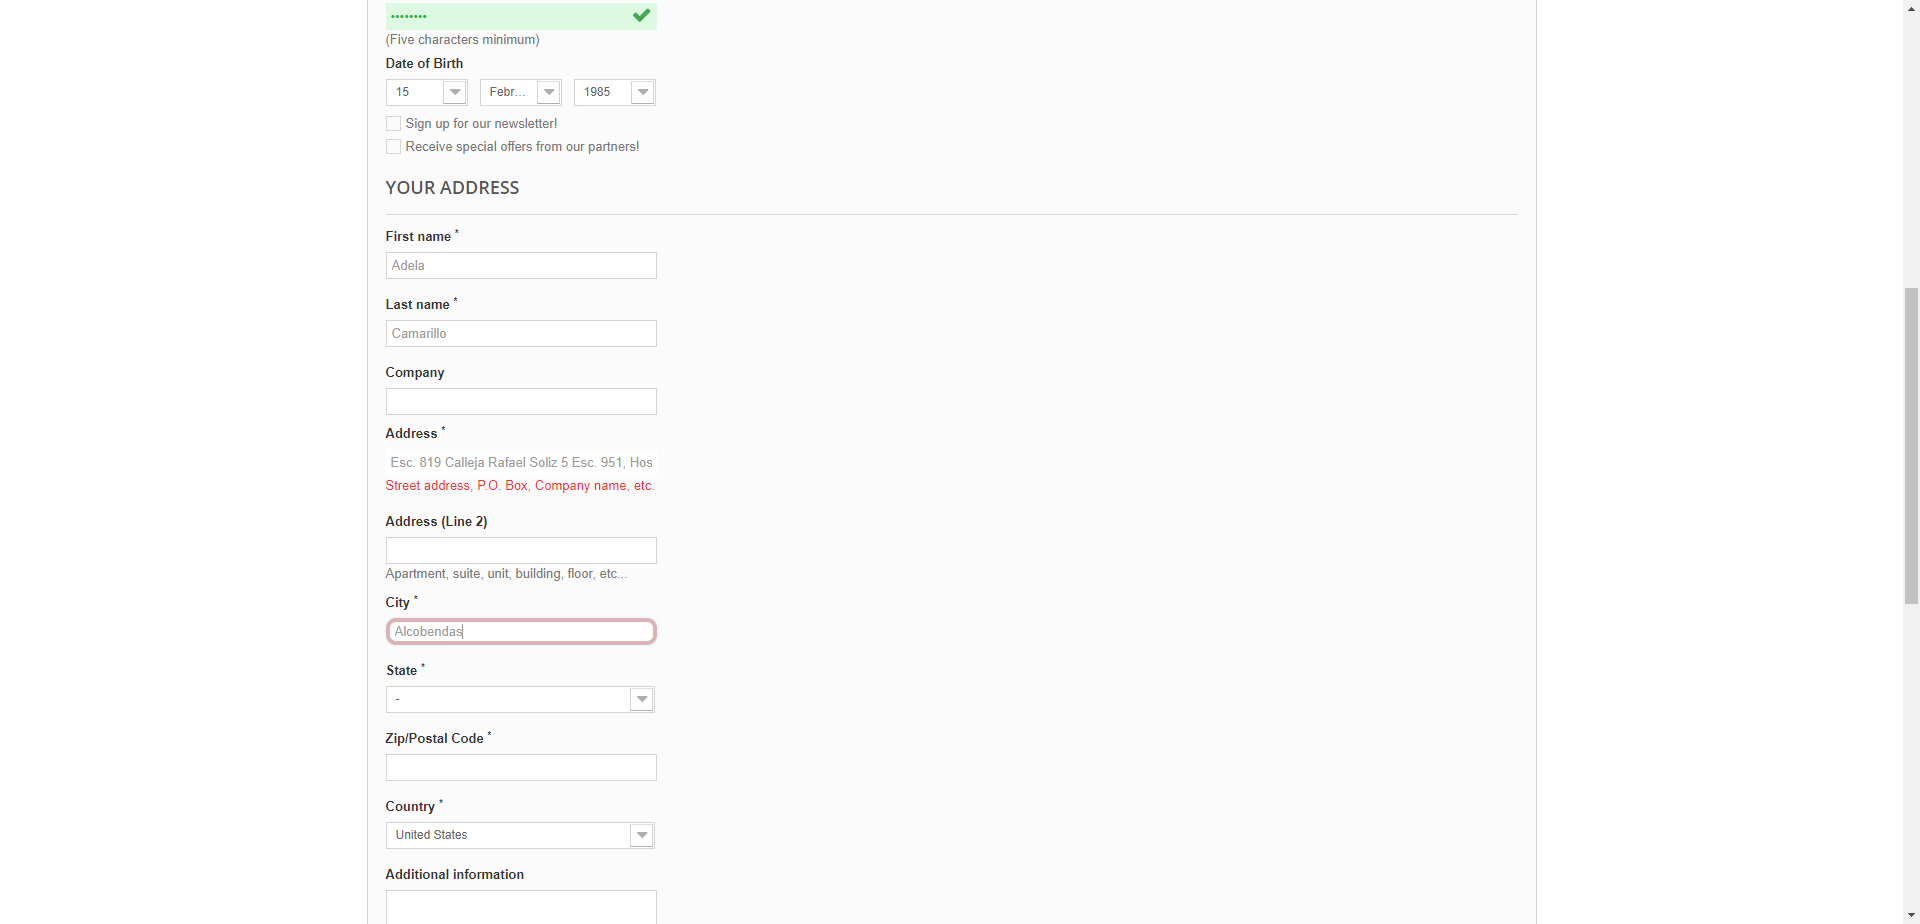 ••••••••
(Five characters minimum)
Date of Birth
15 Febr... 1985
Sign up for our newsletter!
Receive special offers from our partners!
YOUR ADDRESS
First name *
Adela
Last name *
Camarillo
Company
Address *
Esc. 819 Calleja Rafael Soliz 5 Esc. 951, Hos
Street address, P.O. Box, Company name, etc.
Address (Line 2)
Apartment, suite, unit, building, floor, etc...
City *
Alcobendas
State *
-
Zip/Postal Code *
Country *
United States
Additional information